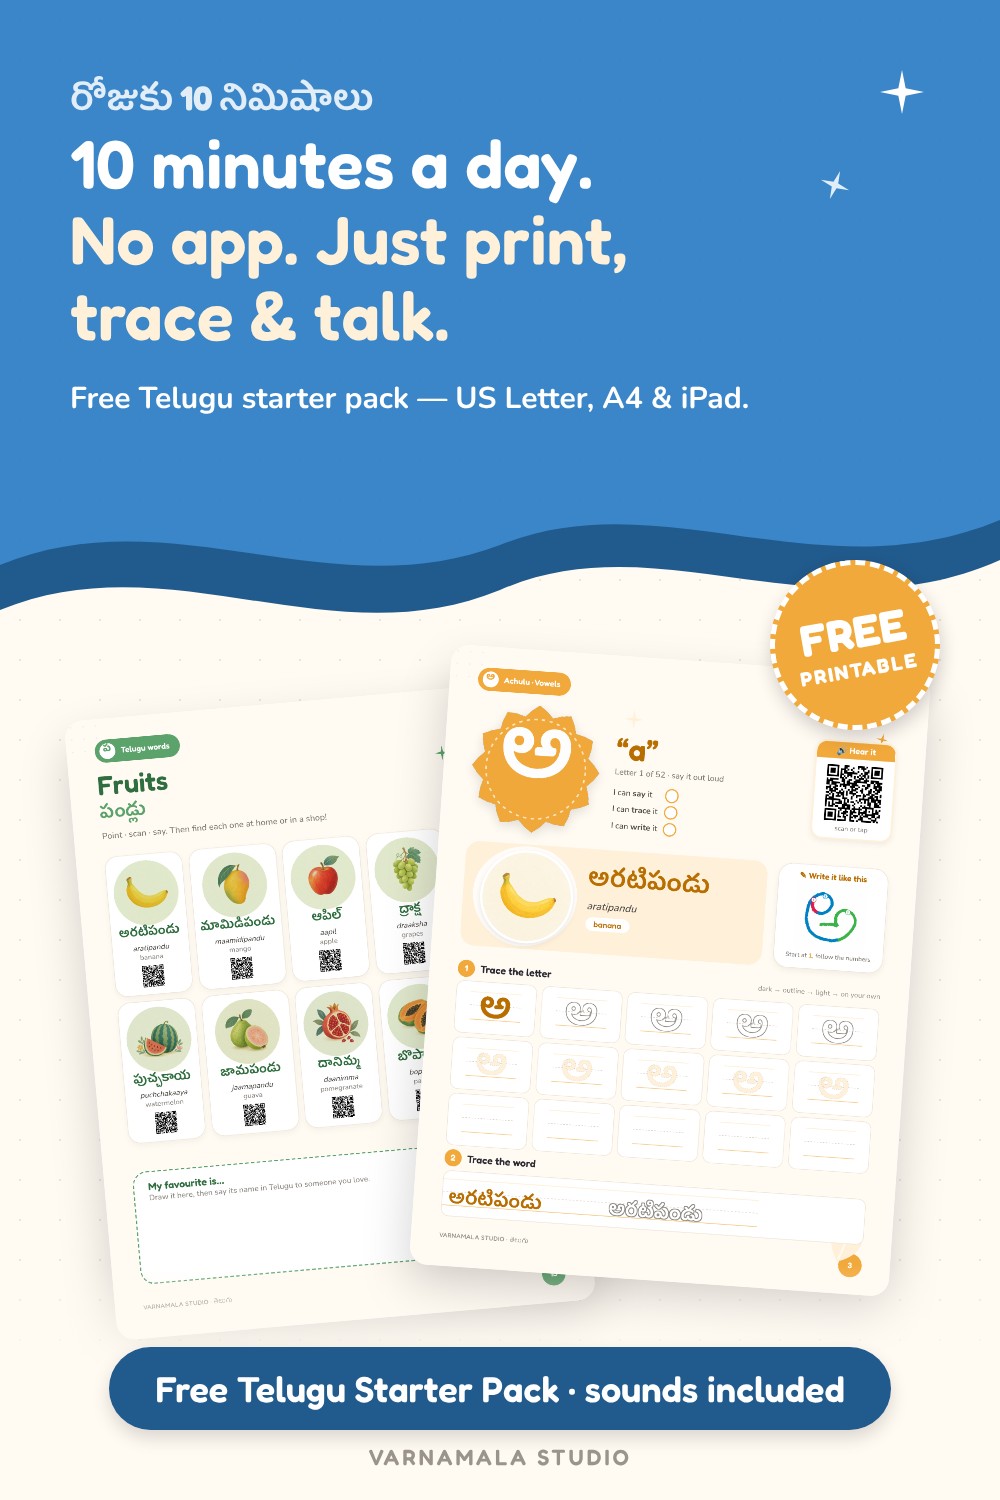 రోజుకు 10 నిమిషాలు
10 minutes a day.
No app. Just print,
trace & talk.
Free Telugu starter pack — US Letter, A4 & iPad.
FREE
PRINTABLE
ప Telugu words
Fruits
పండ్లు
Point · scan · say. Then find each one at home or in a shop!
అరటిపండు
aratipandu
banana
మామిడిపండు
maamidipandu
mango
ఆపిల్
aapil
apple
ద్రాక్ష
draaksha
grapes
పుచ్చకాయ
puchchakaaya
watermelon
జామపండు
jaamapandu
guava
దానిమ్మ
daanimma
pomegranate
బొప
bop
pa
My favourite is...
Draw it here, then say its name in Telugu to someone you love.
VARNAMALA STUDIO · తెలుగు
అ Achulu · Vowels
అ
“a”
Letter 1 of 52 · say it out loud
I can say it
I can trace it
I can write it
Hear it
scan or tap
అరటిపండు
aratipandu
banana
✎ Write it like this
Start at 1, follow the numbers
1 Trace the letter
dark → outline → light → on your own
అ అ అ అ అ
అ అ అ అ అ
2 Trace the word
అరటిపండు అరటిపండు
VARNAMALA STUDIO · తెలుగు
3
Free Telugu Starter Pack · sounds included
VARNAMALA STUDIO